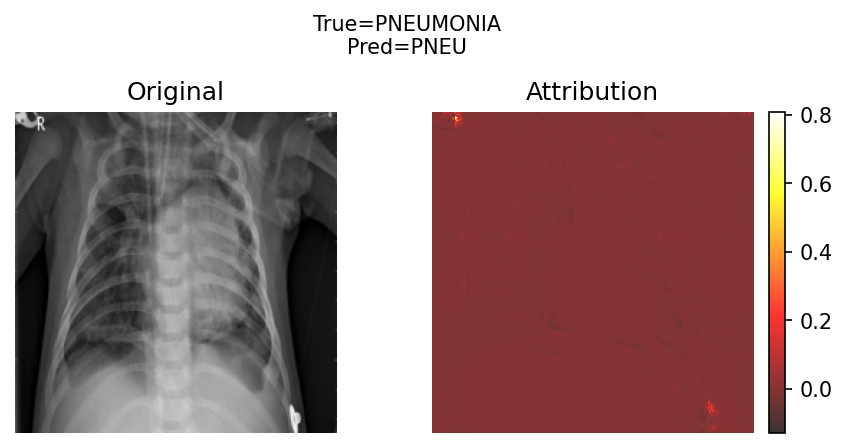 True=PNEUMONIA
Pred=PNEU
Original
Attribution
R
0.8
0.6
0.4
0.2
0.0